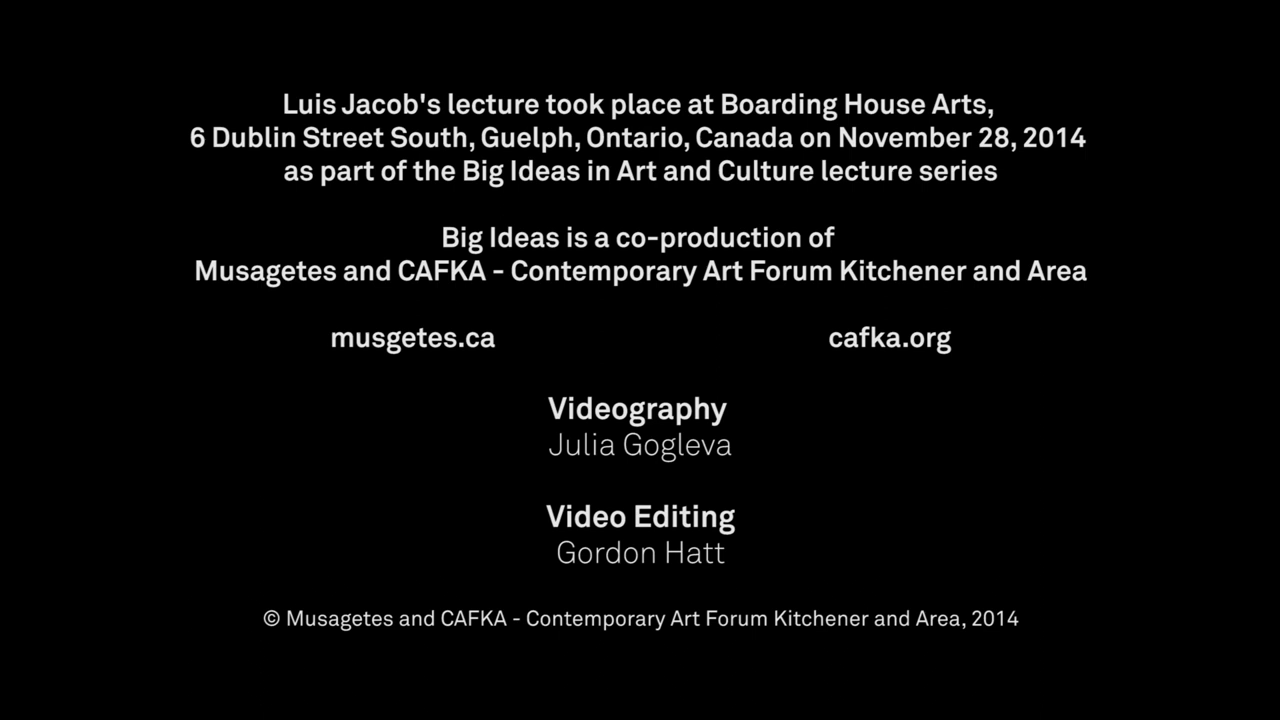 Luis Jacob's lecture took place at Boarding House Arts,
6 Dublin Street South, Guelph, Ontario, Canada on November 28, 2014
as part of the Big Ideas in Art and Culture lecture series
Big Ideas is a co-production of
Musagetes and CAFKA - Contemporary Art Forum Kitchener and Area
musgetes.ca cafka.org
Videography
Julia Gogleva
Video Editing
Gordon Hatt
© Musagetes and CAFKA - Contemporary Art Forum Kitchener and Area, 2014